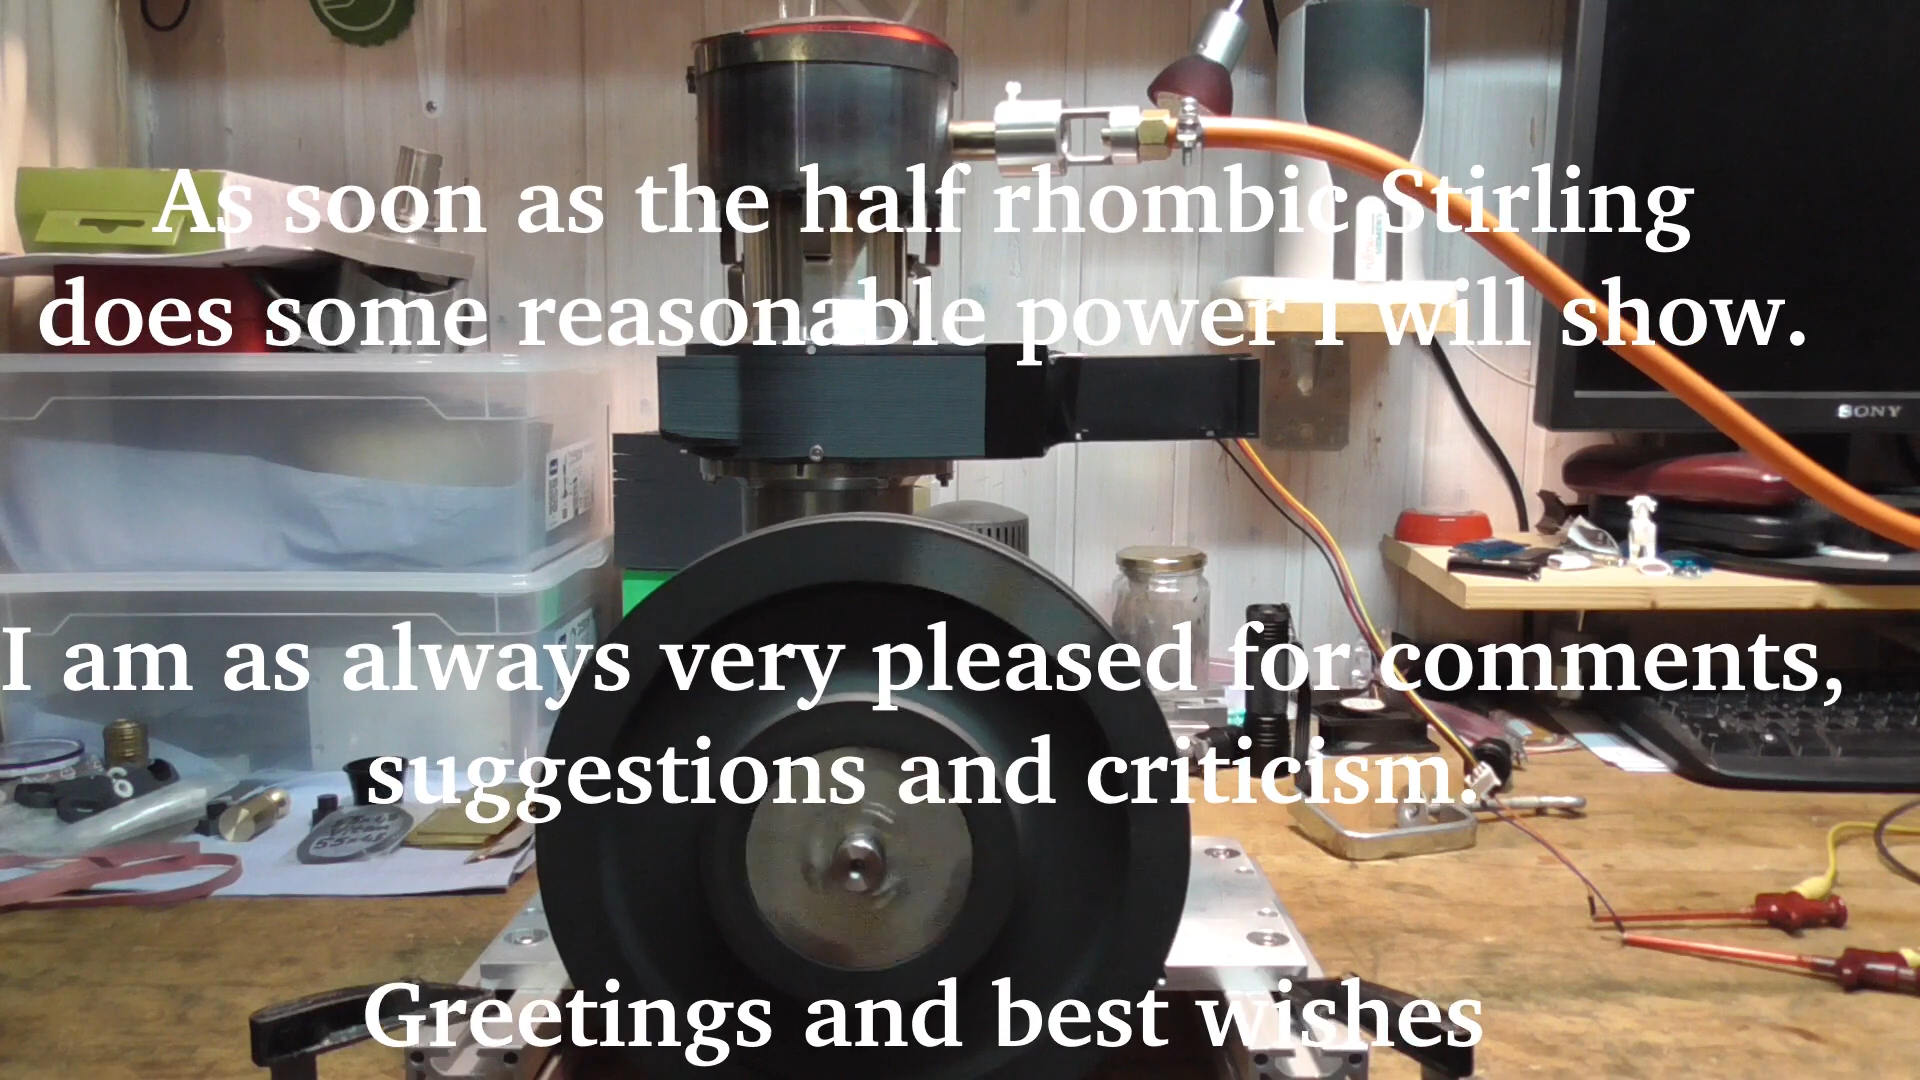 As soon as the half rhombic Stirling
does some reasonable power I will show.
SONY
I am as always very pleased for comments,
suggestions and criticism.
Greetings and best wishes